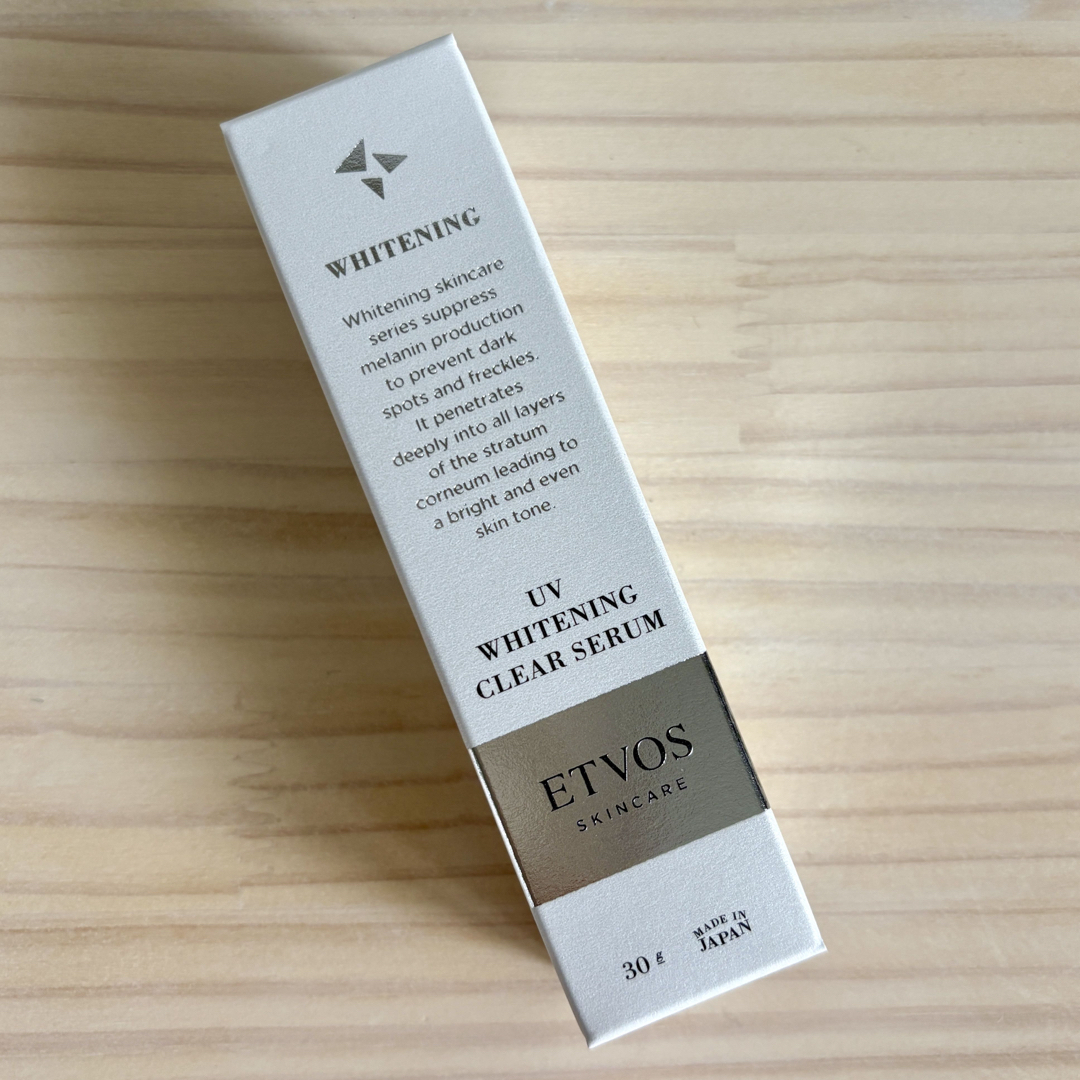 WHITENING
Whitening skincare
series suppress
melanin production
to prevent dark
spots and freckles.
It penetrates
deeply into all layers
of the stratum
corneum leading to
a bright and even
skin tone.
UV
WHITENING
CLEAR SERUM
ETVOS
SKINCARE
30 g
MADE IN
JAPAN